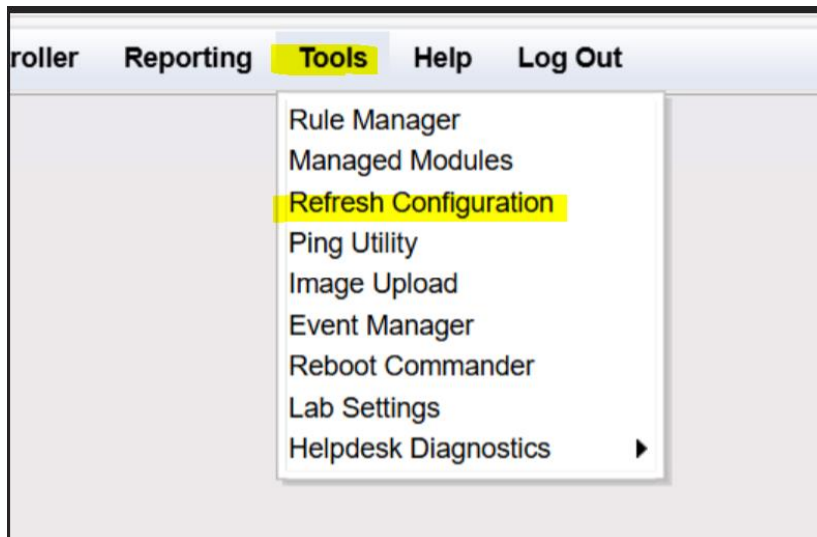 roller Reporting Tools Help Log Out
Rule Manager
Managed Modules
Refresh Configuration
Ping Utility
Image Upload
Event Manager
Reboot Commander
Lab Settings
Helpdesk Diagnostics